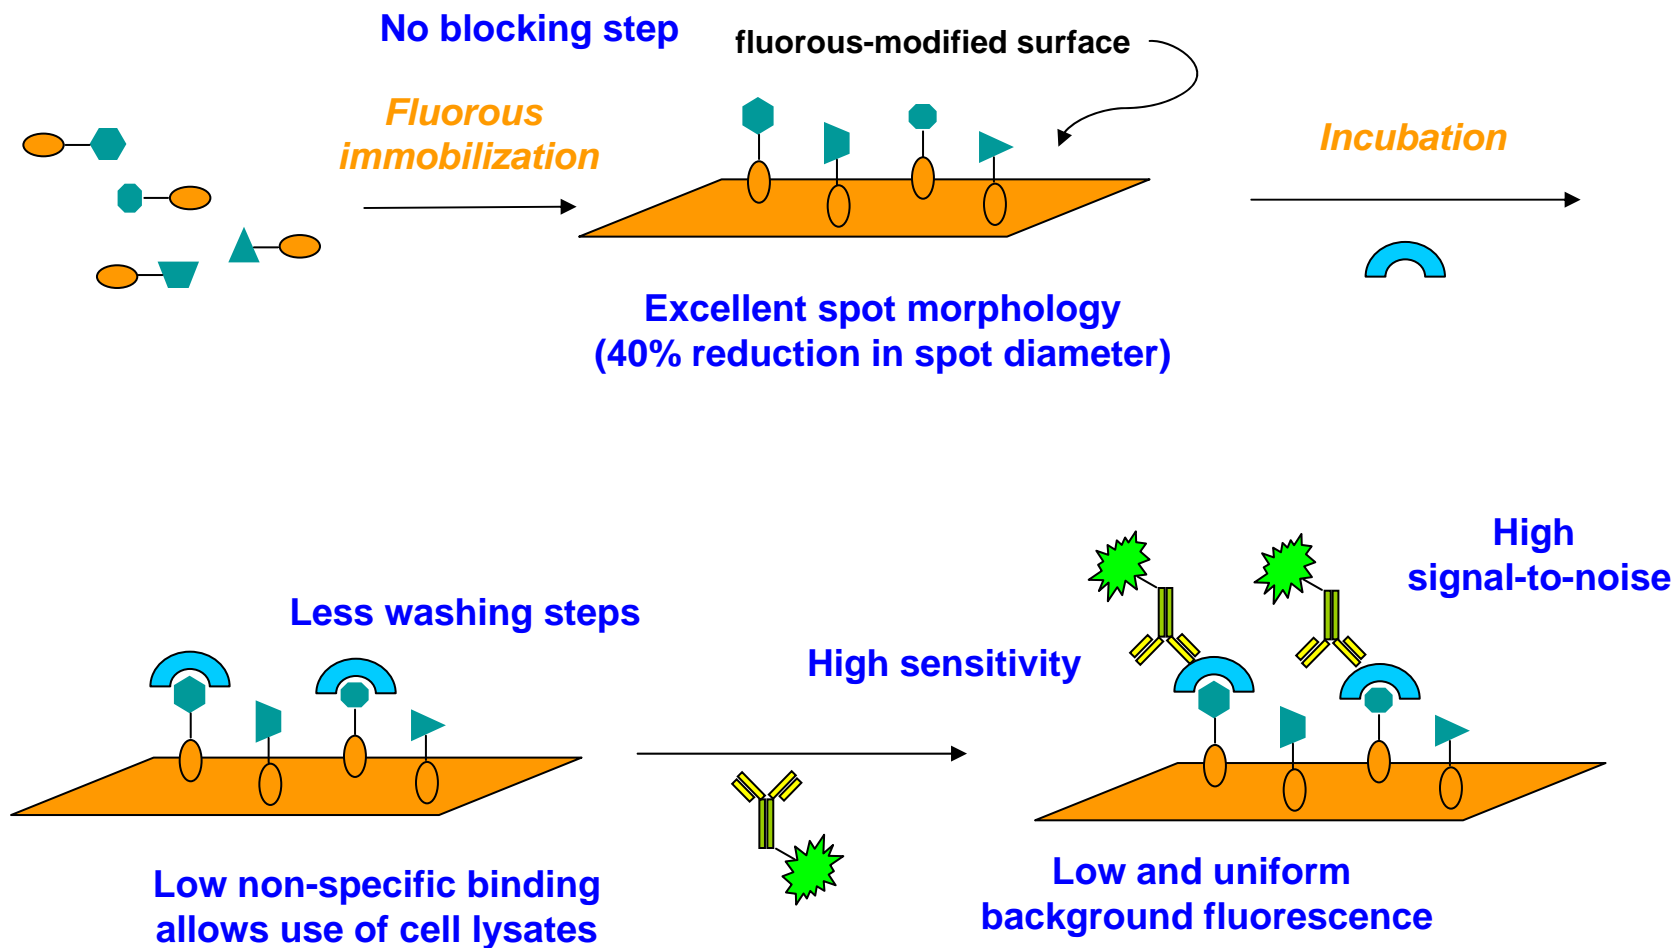 No blocking step
fluorous-modified surface
Fluorous
immobilization
Incubation
Excellent spot morphology
(40% reduction in spot diameter)
High
signal-to-noise
Less washing steps
High sensitivity
Low non-specific binding
allows use of cell lysates
Low and uniform
background fluorescence